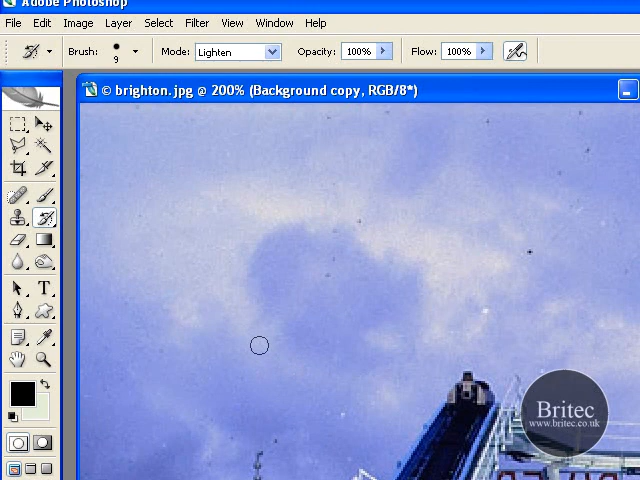 Adobe Photoshop
File Edit Image Layer Select Filter View Window Help
Brush: 9 Mode: Lighten Opacity: 100% Flow: 100%
© brighton.jpg @ 200% (Background copy, RGB/8*)
T
Britec
www.britec.co.uk